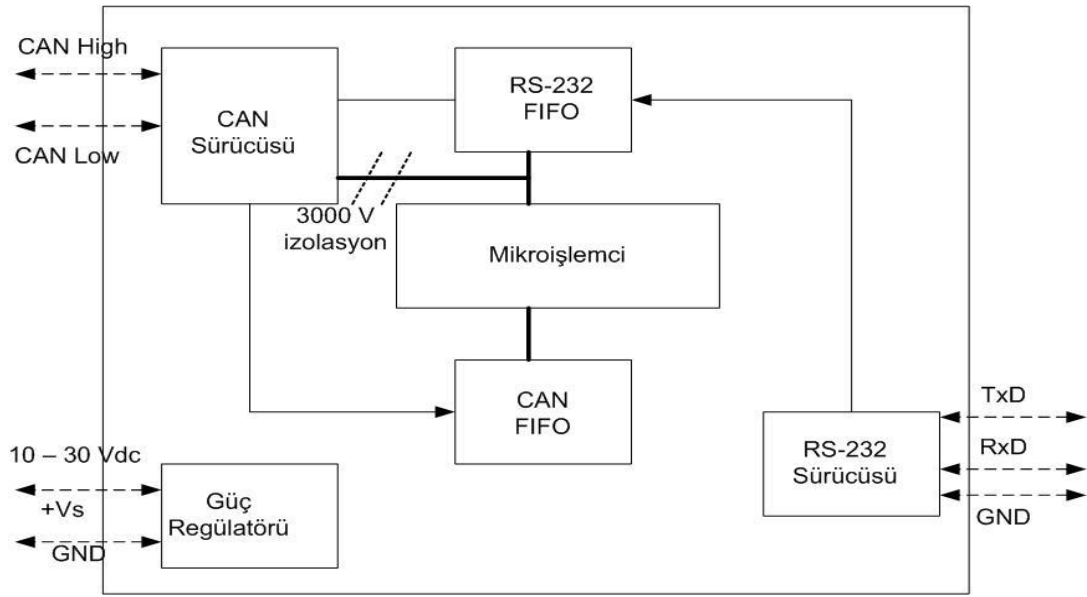 CAN High
CAN Low
CAN
Sürücüsü
RS-232
FIFO
3000 V
izolasyon
Mikroişlemci
CAN
FIFO
10 – 30 Vdc
+Vs
GND
Güç
Regülatörü
RS-232
Sürücüsü
TxD
RxD
GND